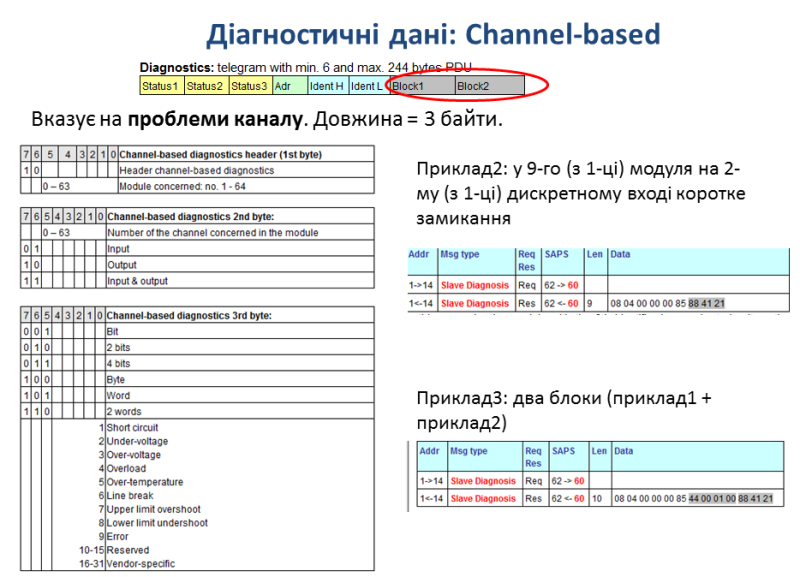 Діагностичні дані: Channel-based
Diagnostics: telegram with min. 6 and max. 244 bytes PDU
Status1 Status2 Status3 Adr Ident H Ident L Block1 Block2
Вказує на проблеми каналу. Довжина = 3 байти.
7 6 5 4 3 2 1 0 Channel-based diagnostics header (1st byte)
1 0 Header channel-based diagnostics
0 – 63 Module concerned: no. 1 - 64
7 6 5 4 3 2 1 0 Channel-based diagnostics 2nd byte:
0 – 63 Number of the channel concerned in the module
0 1 Input
1 0 Output
1 1 Input & output
7 6 5 4 3 2 1 0 Channel-based diagnostics 3rd byte:
0 0 1 Bit
0 1 0 2 bits
0 1 1 4 bits
1 0 0 Byte
1 0 1 Word
1 1 0 2 words
1 Short circuit
2 Under-voltage
3 Over-voltage
4 Overload
5 Over-temperature
6 Line break
7 Upper limit overshoot
8 Lower limit undershoot
9 Error
10-15 Reserved
16-31 Vendor-specific
Приклад2: у 9-го (з 1-ці) модуля на 2-
му (з 1-ці) дискретному вході коротке
замикання
Addr Msg type Req Res SAPS Len Data
1->14 Slave Diagnosis Req 62 -> 60
1<-14 Slave Diagnosis Res 62 <- 60 9 08 04 00 00 00 85 88 41 21
Приклад3: два блоки (приклад1 +
приклад2)
Addr Msg type Req Res SAPS Len Data
1->14 Slave Diagnosis Req 62 -> 60
1<-14 Slave Diagnosis Res 62 <- 60 10 08 04 00 00 00 85 44 00 01 00 88 41 21